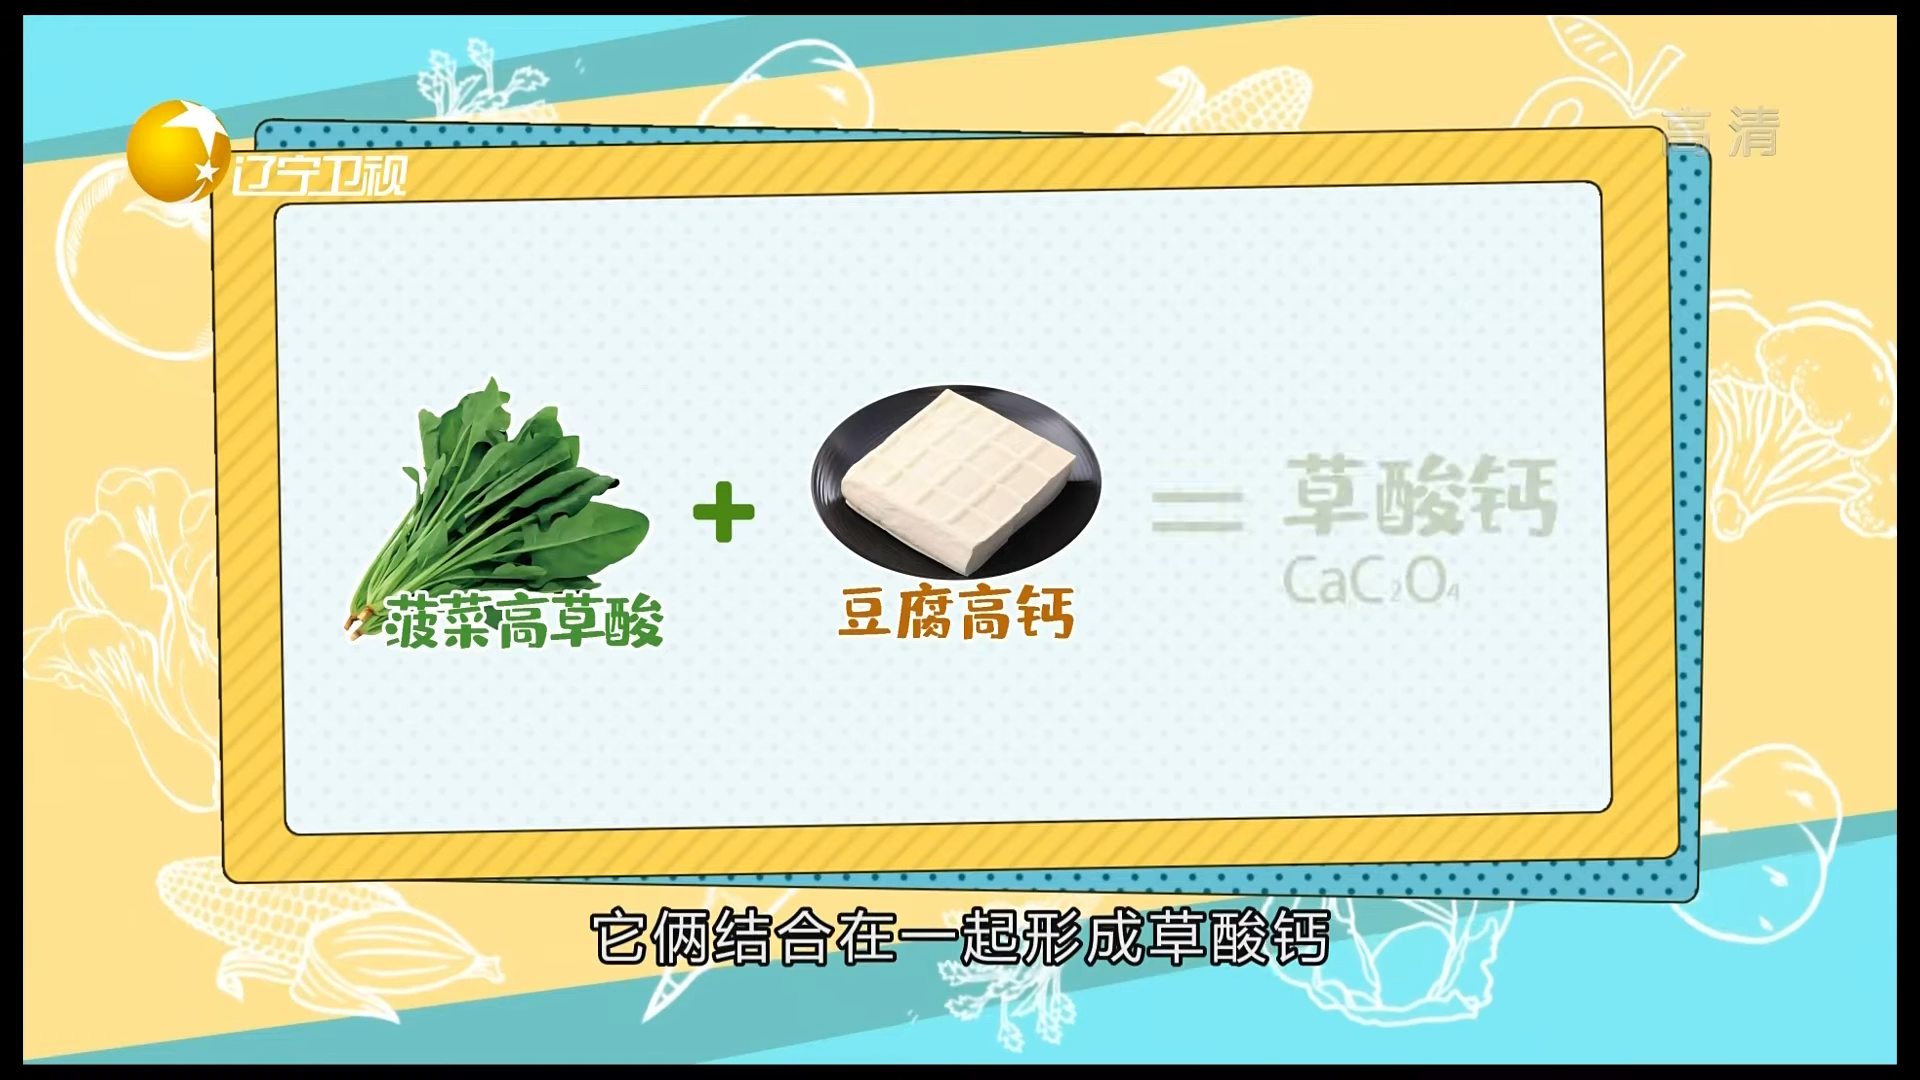 辽宁卫视
高清
草酸钙
CaC₂O₄
菠菜高草酸
+
豆腐高钙
=
它俩结合在一起形成草酸钙